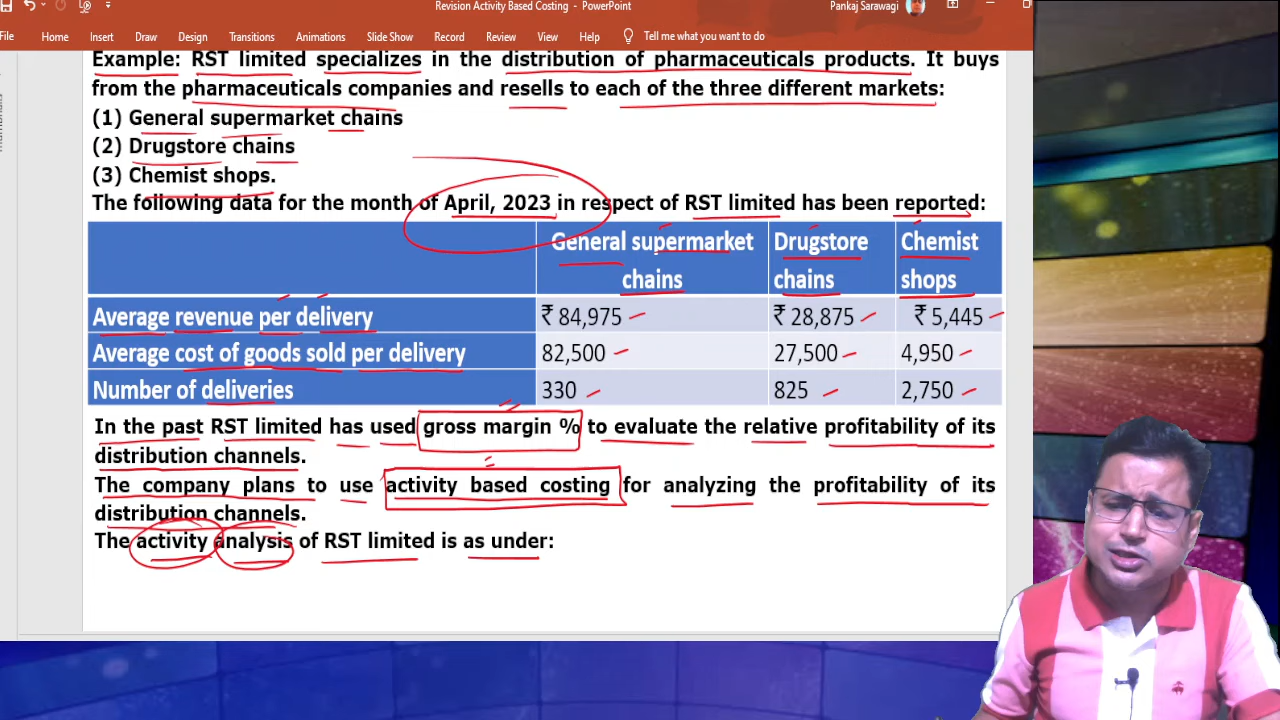 Revision Activity Based Costing - PowerPoint
Pankaj Sarawagi
File Home Insert Draw Design Transitions Animations Slide Show Record Review View Help Tell me what you want to do
Example: RST limited specializes in the distribution of pharmaceuticals products. It buys
from the pharmaceuticals companies and resells to each of the three different markets:
(1) General supermarket chains
(2) Drugstore chains
(3) Chemist shops.
The following data for the month of April, 2023 in respect of RST limited has been reported:
General supermarket chains Drugstore chains Chemist shops
Average revenue per delivery ₹ 84,975 ₹ 28,875 ₹ 5,445
Average cost of goods sold per delivery 82,500 27,500 4,950
Number of deliveries 330 825 2,750
In the past RST limited has used gross margin % to evaluate the relative profitability of its
distribution channels.
The company plans to use activity based costing for analyzing the profitability of its
distribution channels.
The activity analysis of RST limited is as under: